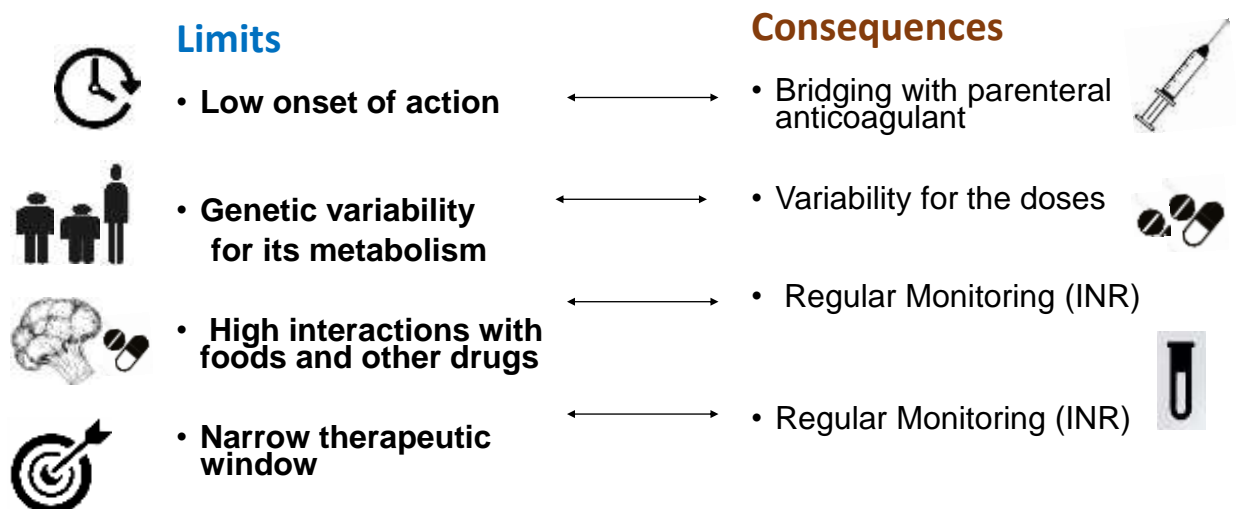 Limits
Consequences
• Low onset of action
• Bridging with parenteral
anticoagulant
• Genetic variability
for its metabolism
• Variability for the doses
• High interactions with
foods and other drugs
• Regular Monitoring (INR)
• Narrow therapeutic
window
• Regular Monitoring (INR)